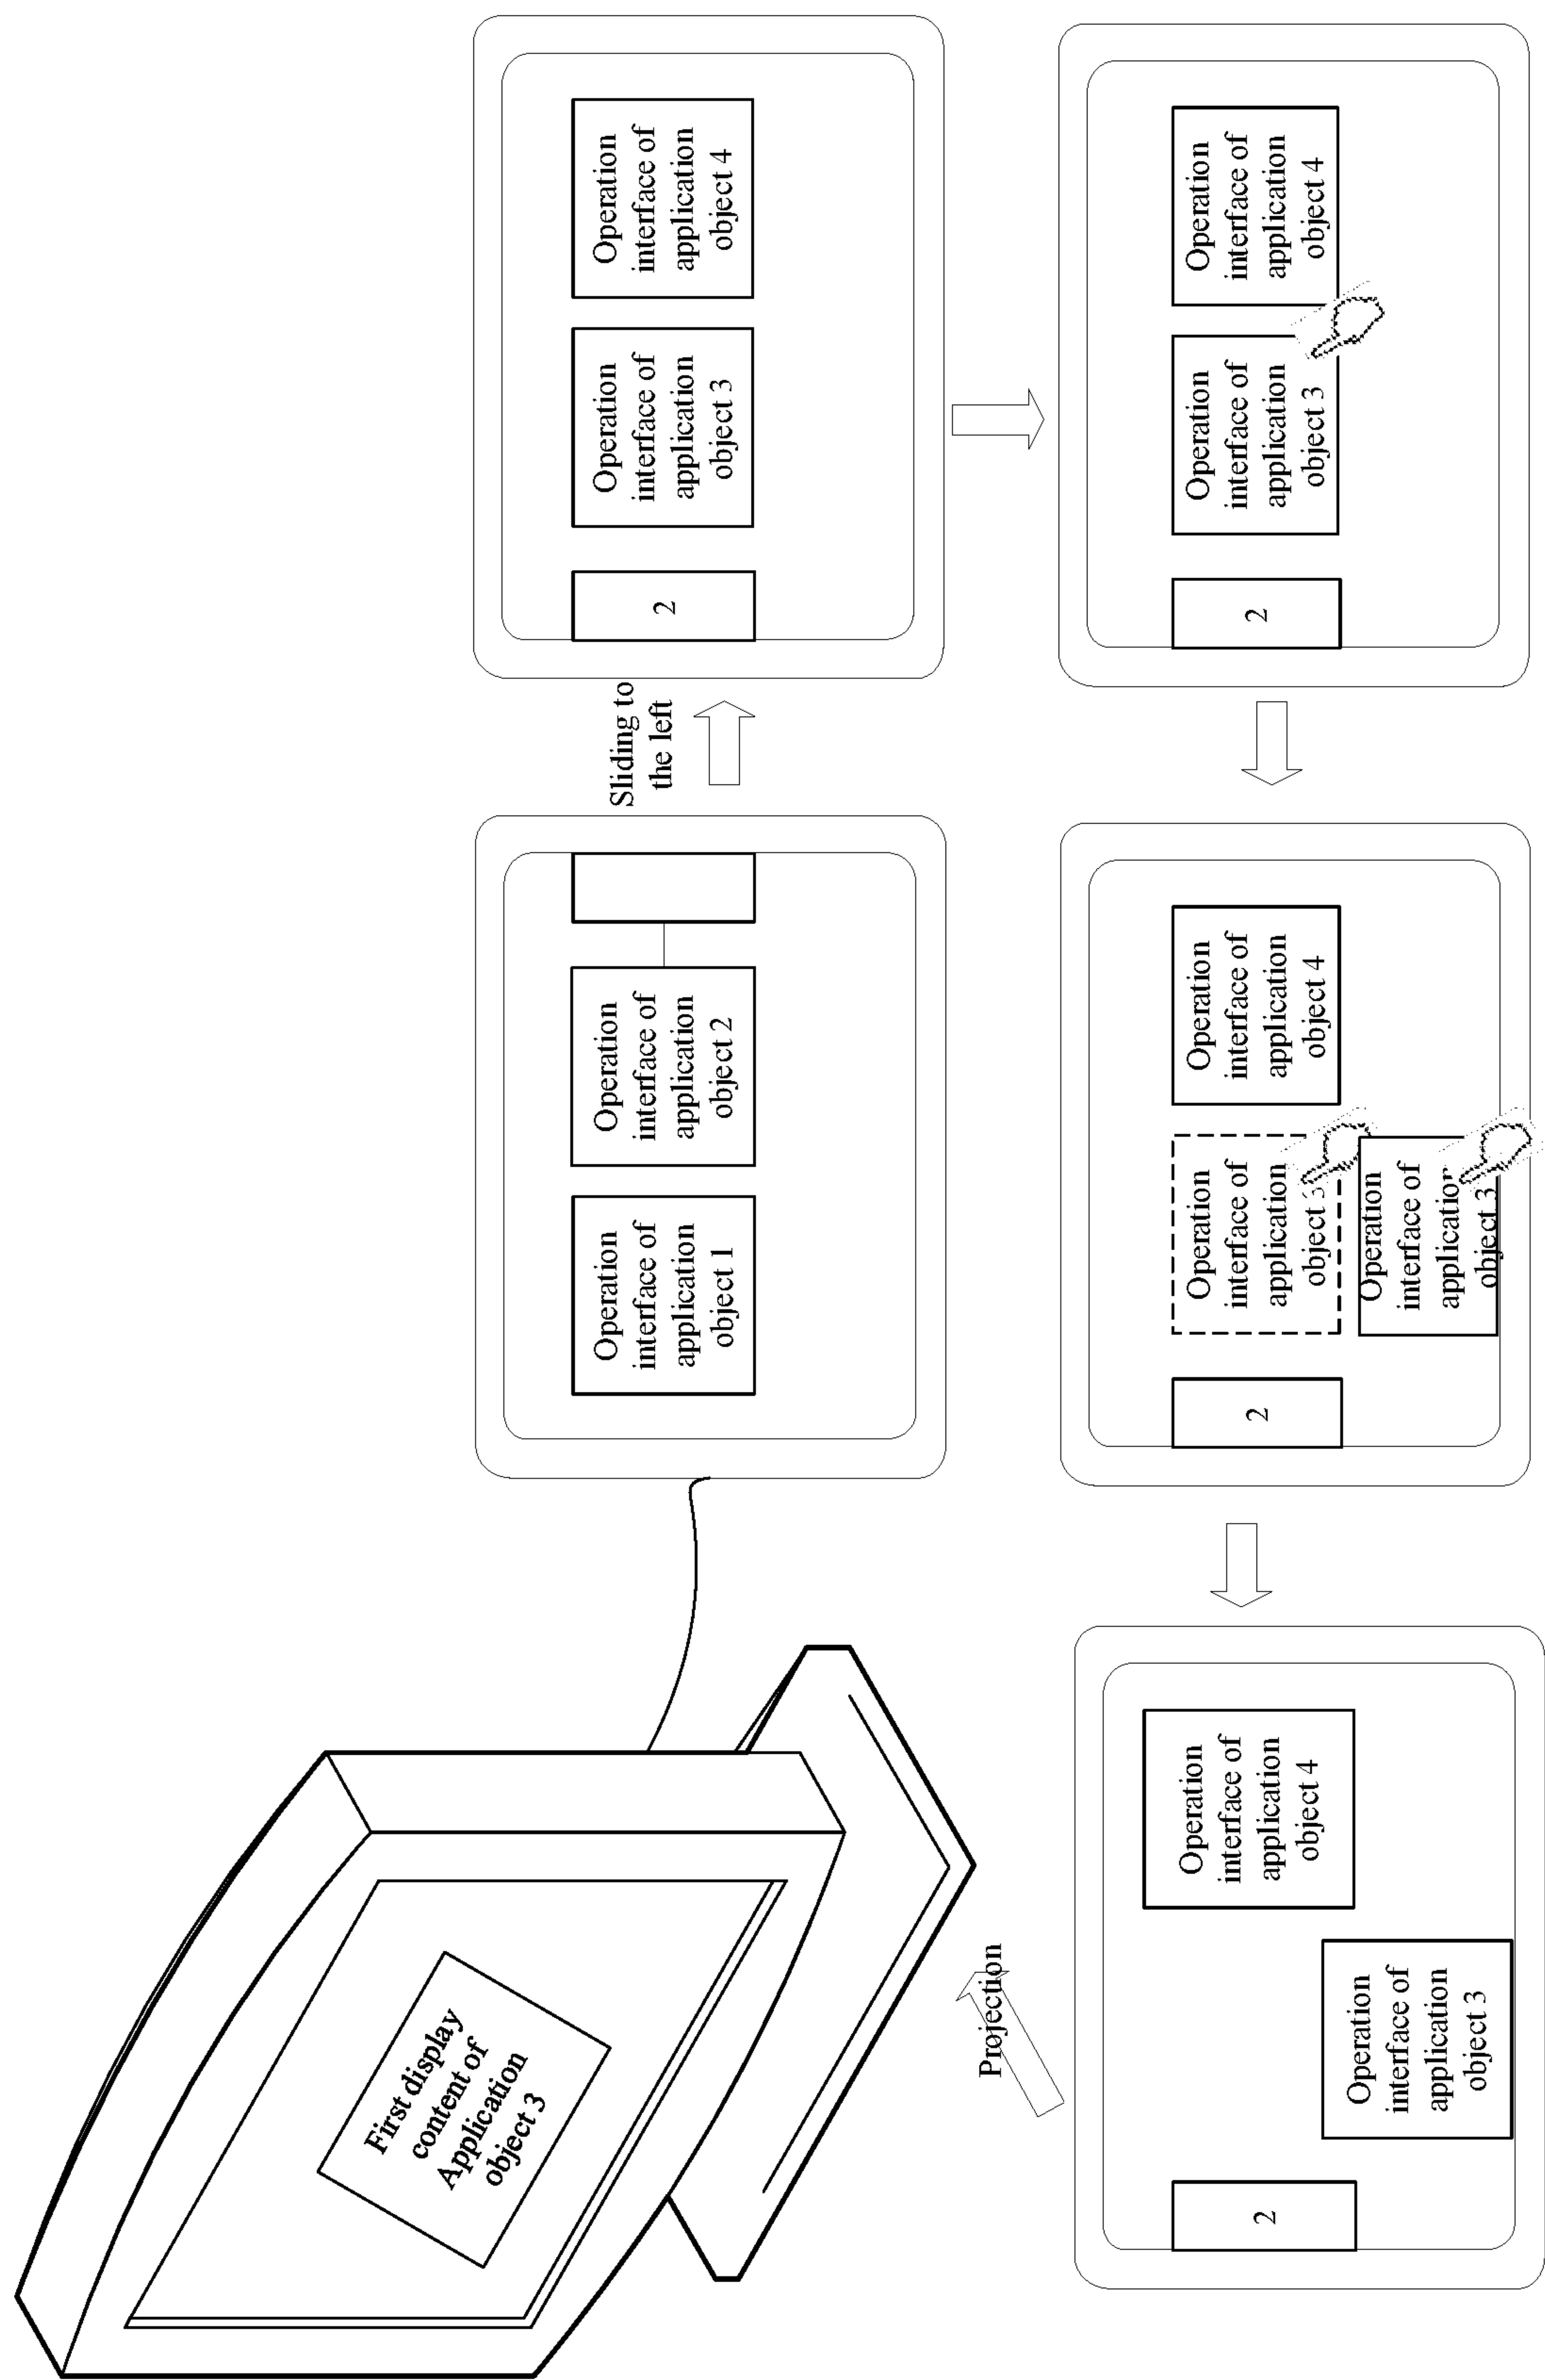 First display
content of
Application
object 3
Operation
interface of
application
object 1
Operation
interface of
application
object 2
Sliding to
the left
2
Operation
interface of
application
object 3
Operation
interface of
application
object 4
Projection
2
Operation
interface of
application
object 3
Operation
interface of
application
object 4
2
Operation
interface of
application
object 3
Operation
interface of
application
object 3
Operation
interface of
application
object 4
2
Operation
interface of
application
object 3
Operation
interface of
application
object 4